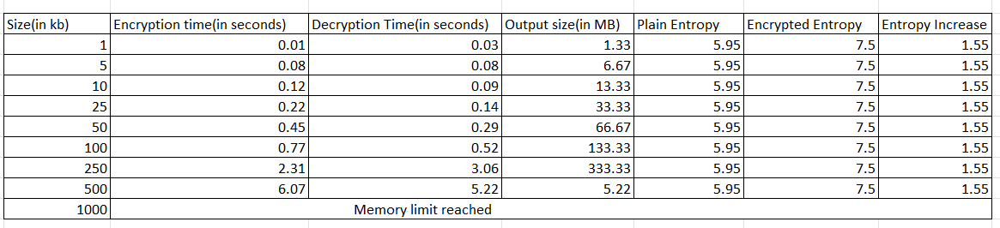 Size(in kb) Encryption time(in seconds) Decryption Time(in seconds) Output size(in MB) Plain Entropy Encrypted Entropy Entropy Increase
1 0.01 0.03 1.33 5.95 7.5 1.55
5 0.08 0.08 6.67 5.95 7.5 1.55
10 0.12 0.09 13.33 5.95 7.5 1.55
25 0.22 0.14 33.33 5.95 7.5 1.55
50 0.45 0.29 66.67 5.95 7.5 1.55
100 0.77 0.52 133.33 5.95 7.5 1.55
250 2.31 3.06 333.33 5.95 7.5 1.55
500 6.07 5.22 5.22 5.95 7.5 1.55
1000 Memory limit reached